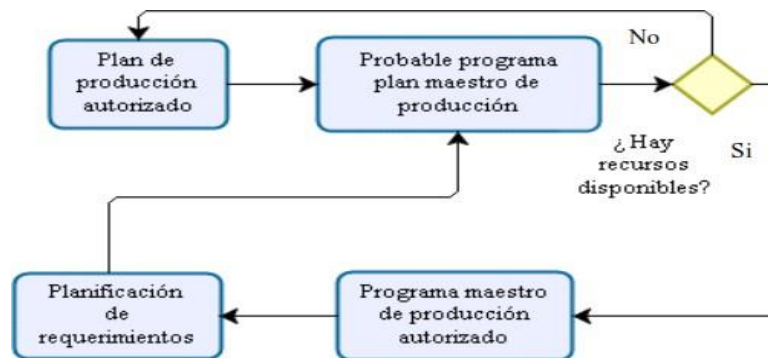 Plan de
producción
autorizado
Probable programa
plan maestro de
producción
No
¿Hay
recursos
disponibles?
Si
Planificación
de
requerimientos
Programa maestro
de producción
autorizado